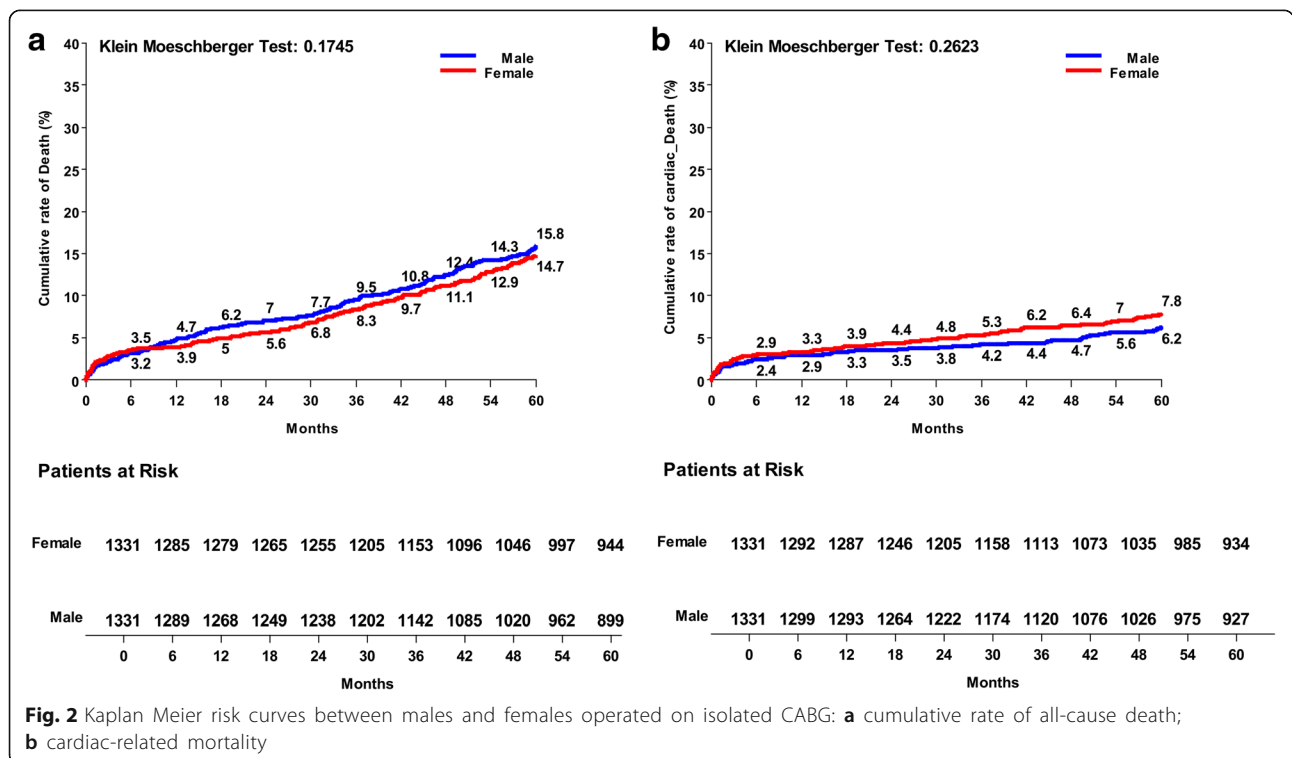 a
Klein Moeschberger Test: 0.1745
Male
Female
Cumulative rate of Death (%)
40
35
30
25
20
15
10
5
0
3.5 4.7 6.2 7 7.7 9.5 10.8 12.4 14.3 15.8
3.2 3.9 5 5.6 6.8 8.3 9.7 11.1 12.9 14.7
0 6 12 18 24 30 36 42 48 54 60
Months
Patients at Risk
Female 1331 1285 1279 1265 1255 1205 1153 1096 1046 997 944
Male 1331 1289 1268 1249 1238 1202 1142 1085 1020 962 899
0 6 12 18 24 30 36 42 48 54 60
Months
b
Klein Moeschberger Test: 0.2623
Male
Female
Cumulative rate of cardiac_Death (%)
40
35
30
25
20
15
10
5
0
2.9 3.3 3.9 4.4 4.8 5.3 6.2 6.4 7 7.8
2.4 2.9 3.3 3.5 3.8 4.2 4.4 4.7 5.6 6.2
0 6 12 18 24 30 36 42 48 54 60
Months
Patients at Risk
Female 1331 1292 1287 1246 1205 1158 1113 1073 1035 985 934
Male 1331 1299 1293 1264 1222 1174 1120 1076 1026 975 927
0 6 12 18 24 30 36 42 48 54 60
Months
Fig. 2 Kaplan Meier risk curves between males and females operated on isolated CABG: a cumulative rate of all-cause death;
b cardiac-related mortality